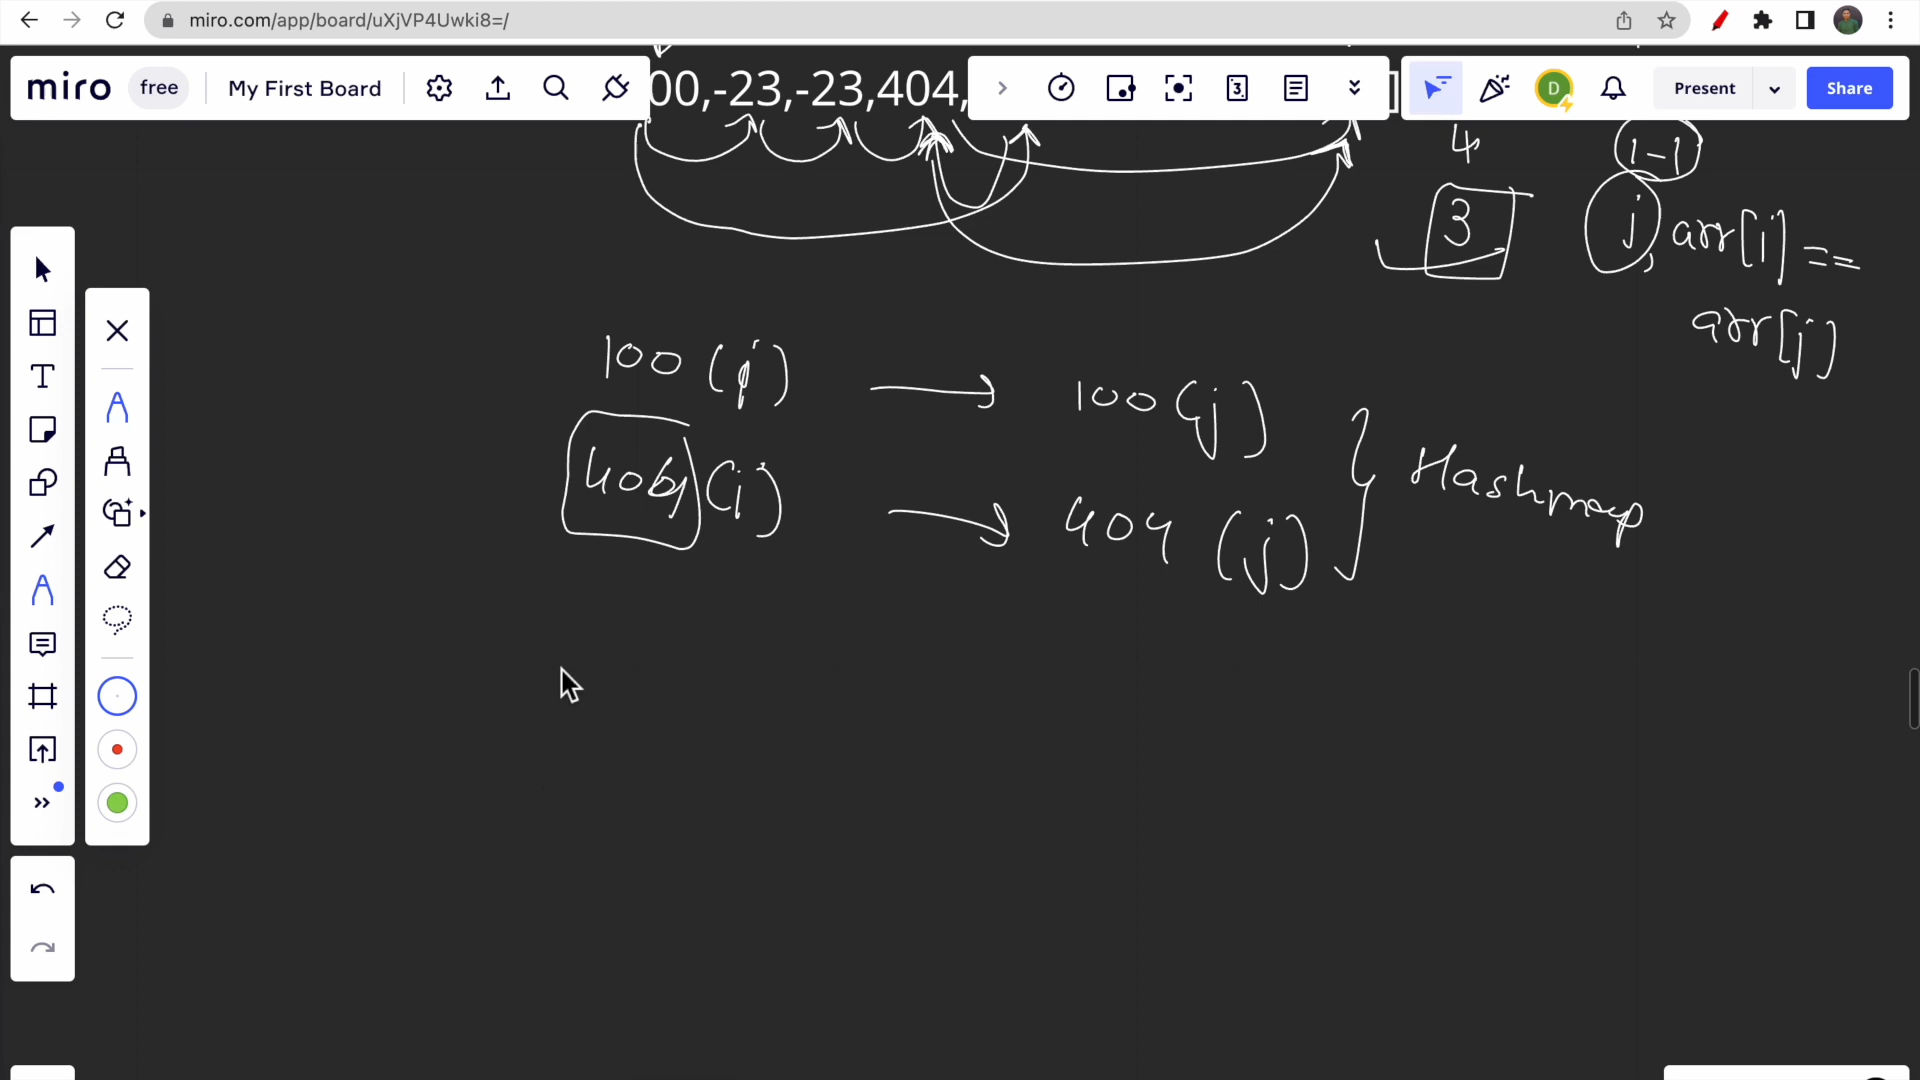 miro.com/app/board/uXjVP4Uwki8=/
miro free My First Board
Present Share
D
00,-23,-23,404,
]
4 i-1
3 j, arr[i] ==
arr[j]
100 (i) → 100 (j)
404 (i) → 404 (j)
Hashmap